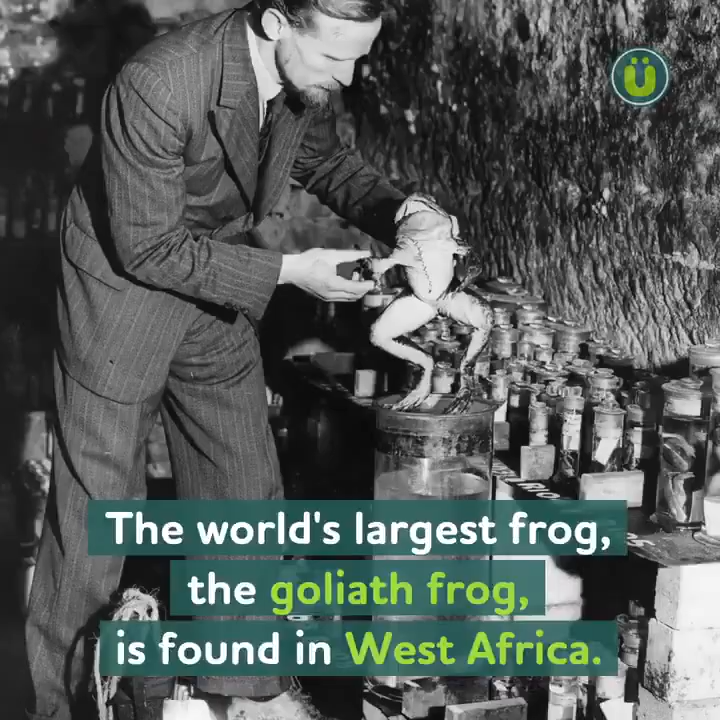 ü
The world's largest frog,
the goliath frog,
is found in West Africa.